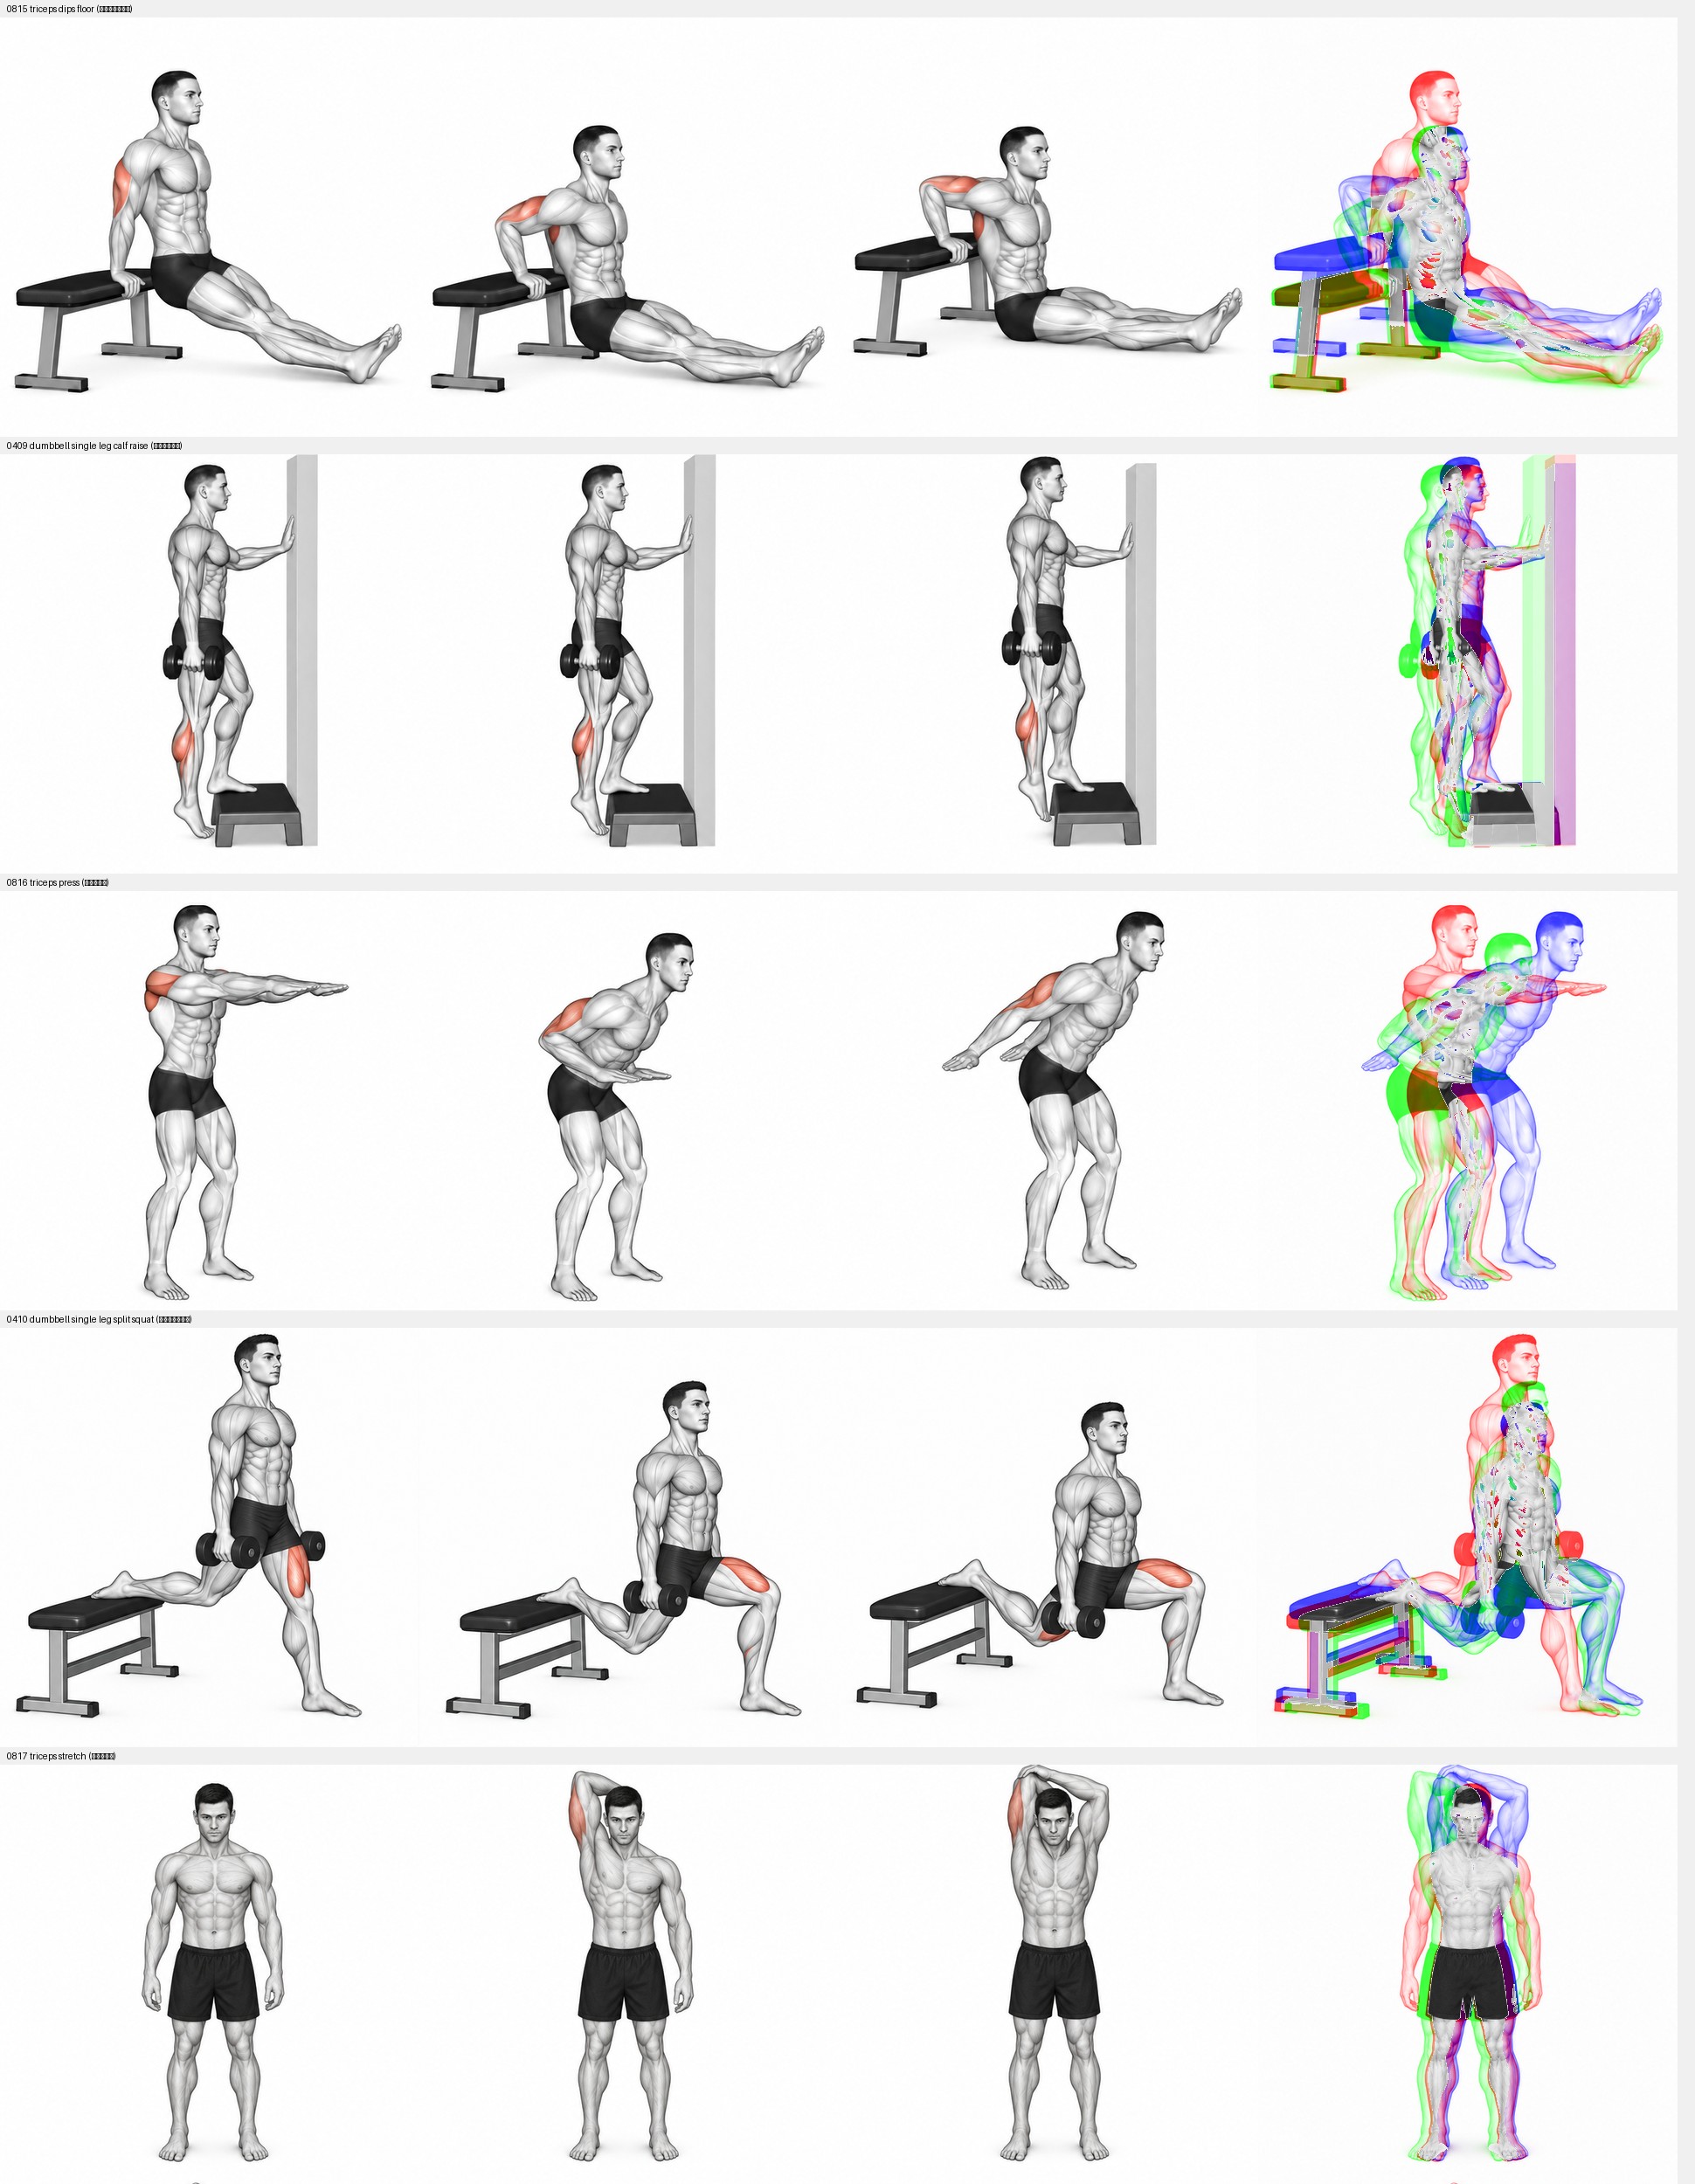 0815 triceps dips floor (
0409 dumbbell single leg calf raise (
0816 triceps press (
0410 dumbbell single leg split squat (
0817 triceps stretch (